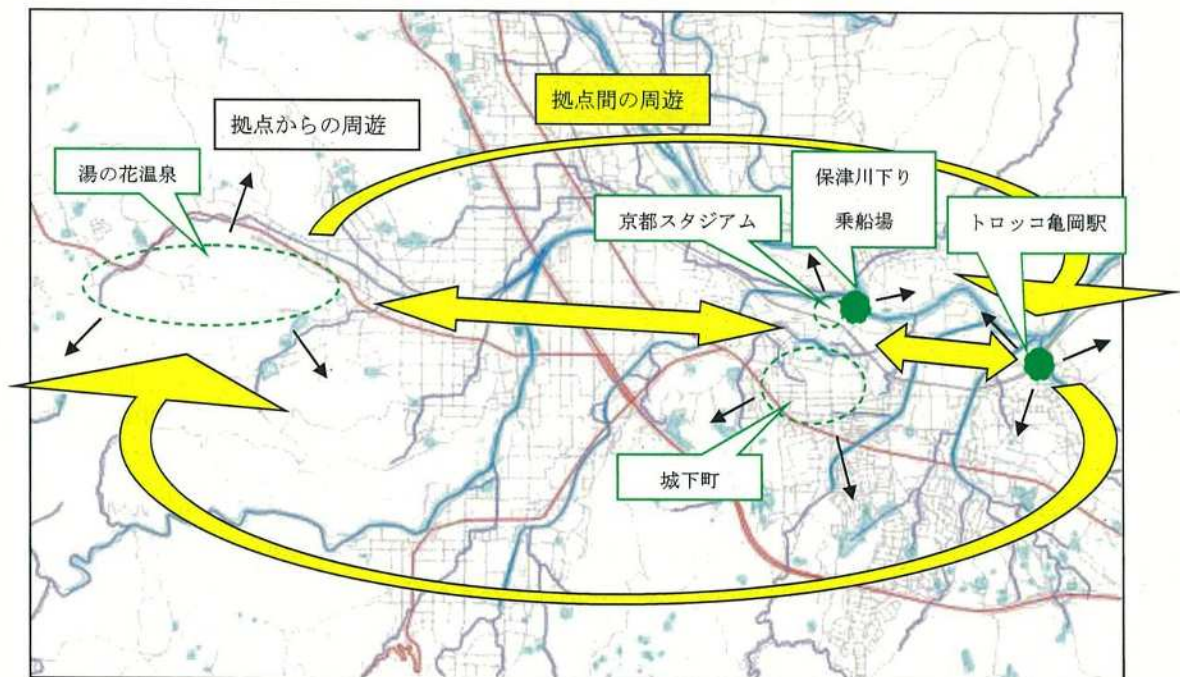 拠点間の周遊
拠点からの周遊
湯の花温泉
保津川下り
乗船場
京都スタジアム
トロッコ亀岡駅
城下町